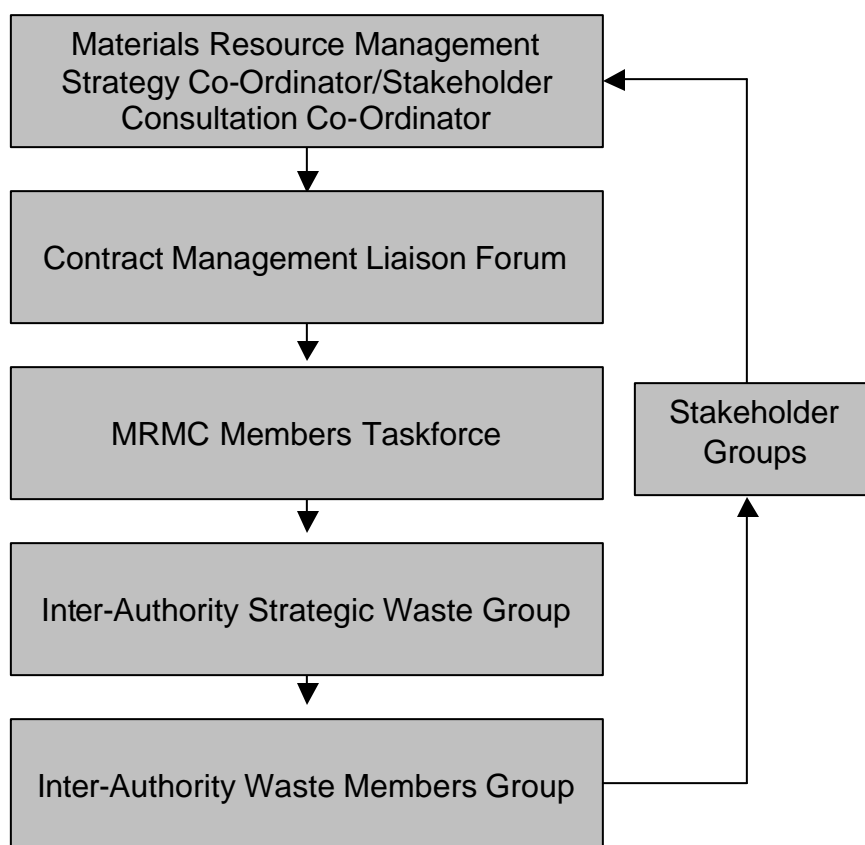 Materials Resource Management
Strategy Co-Ordinator/Stakeholder
Consultation Co-Ordinator
Contract Management Liaison Forum
MRMC Members Taskforce
Stakeholder
Groups
Inter-Authority Strategic Waste Group
Inter-Authority Waste Members Group